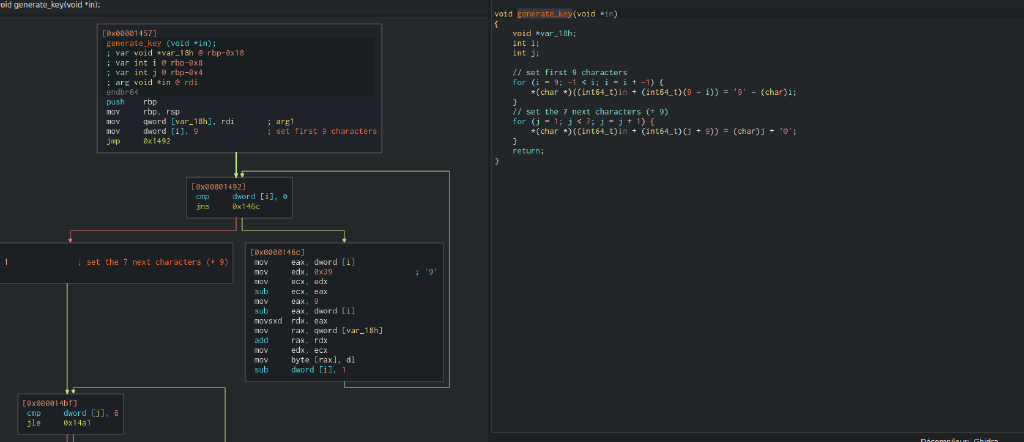 oid generate_key(void *in);
[0x00001457]
generate_key (void *in);
; var void *var_18h @ rbp-0x18
; var int i @ rbp-0x8
; var int j @ rbp-0x4
; arg void *in @ rdi
endbr64
push rbp
mov rbp, rsp
mov qword [var_18h], rdi ; arg1
mov dword [i], 9 ; set first 9 characters
jmp 0x1492
[0x00001492]
cmp dword [i], 0
jns 0x146c
1 ; set the 7 next characters (+ 9)
[0x0000146c]
mov eax, dword [i]
mov edx, 0x39 ; '9'
mov ecx, edx
sub ecx, eax
mov eax, 9
sub eax, dword [i]
movsxd rdx, eax
mov rax, qword [var_18h]
add rax, rdx
mov edx, ecx
mov byte [rax], dl
sub dword [i], 1
[0x000014bf]
cmp dword [j], 6
jle 0x14a1
void generate_key(void *in)
{
void *var_18h;
int i;
int j;
// set first 9 characters
for (i = 9; -1 < i; i = i + -1) {
*(char *)((int64_t)in + (int64_t)(9 - i)) = '9' - (char)i;
}
// set the 7 next characters (+ 9)
for (j = 1; j < 7; j = j + 1) {
*(char *)((int64_t)in + (int64_t)(j + 9)) = (char)j + '@';
}
return;
}
Décompileur: Ghidra